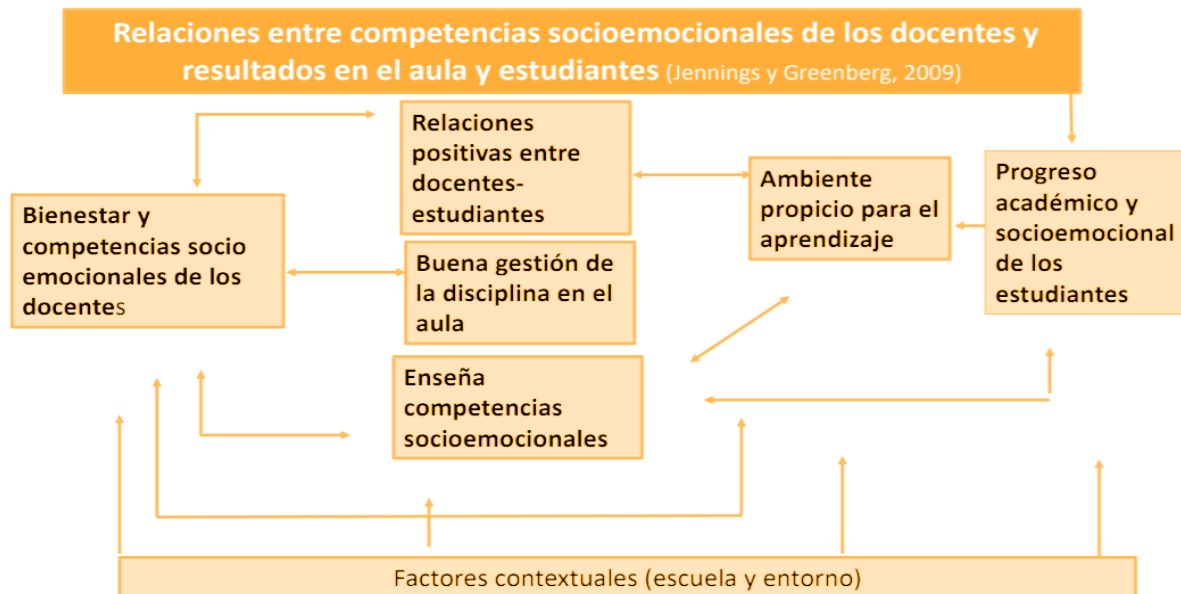 Relaciones entre competencias socioemocionales de los docentes y
resultados en el aula y estudiantes (Jennings y Greenberg, 2009)
Bienestar y
competencias socio
emocionales de los
docentes
Relaciones
positivas entre
docentes-
estudiantes
Buena gestión de
la disciplina en el
aula
Enseña
competencias
socioemocionales
Ambiente
propicio para el
aprendizaje
Progreso
académico y
socioemocional
de los
estudiantes
Factores contextuales (escuela y entorno)